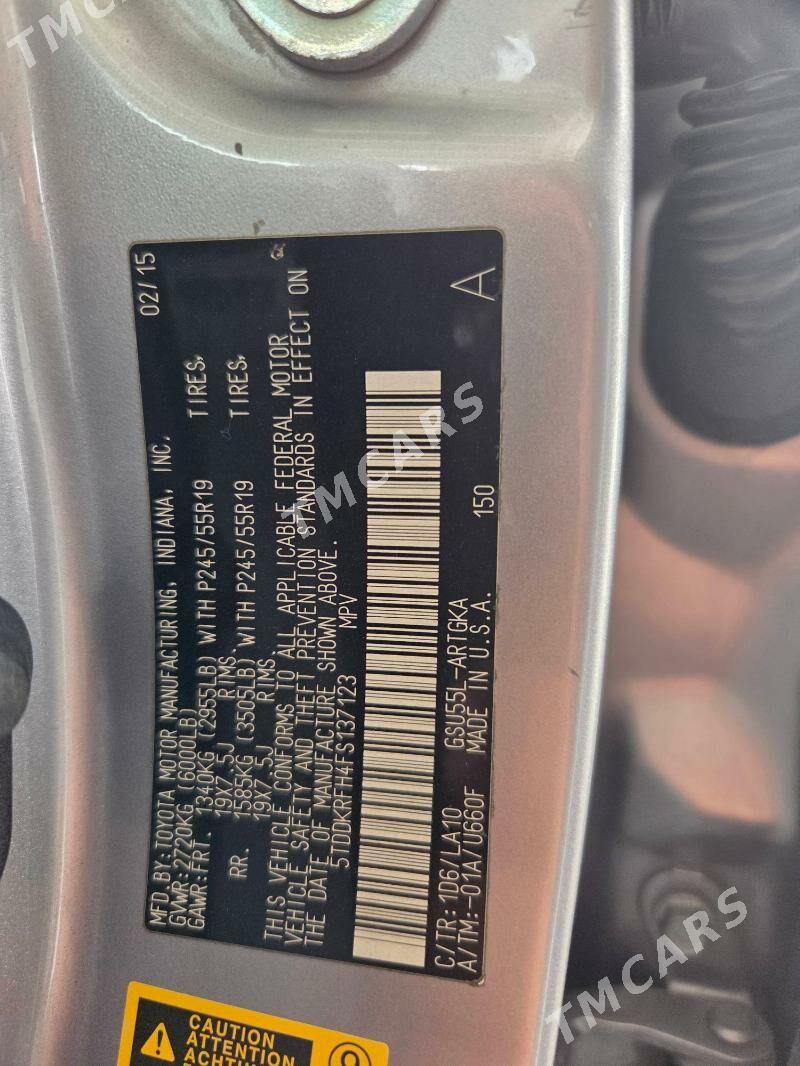 MFD. BY: TOYOTA MOTOR MANUFACTURING, INDIANA, INC. 02/15
GVWR: 2720KG (6000LB)
GAWR: FRT. 1340KG (2955LB) WITH P245/55R19 TIRES,
19X7.5J RIMS
RR. 1585KG (3505LB) WITH P245/55R19 TIRES,
19X7.5J RIMS
THIS VEHICLE CONFORMS TO ALL APPLICABLE FEDERAL MOTOR
VEHICLE SAFETY AND THEFT PREVENTION STANDARDS IN EFFECT ON
THE DATE OF MANUFACTURE SHOWN ABOVE.
5TDDKRFH4FS137123 MPV
C/TR: 1D6/LA10 GSU55L-ARTGKA A
A/TM: -01A/U660F MADE IN U.S.A. 150
CAUTION
ATTENTION
ACHTUNG
TMCARS
TMCARS
TMCARS
TMCARS